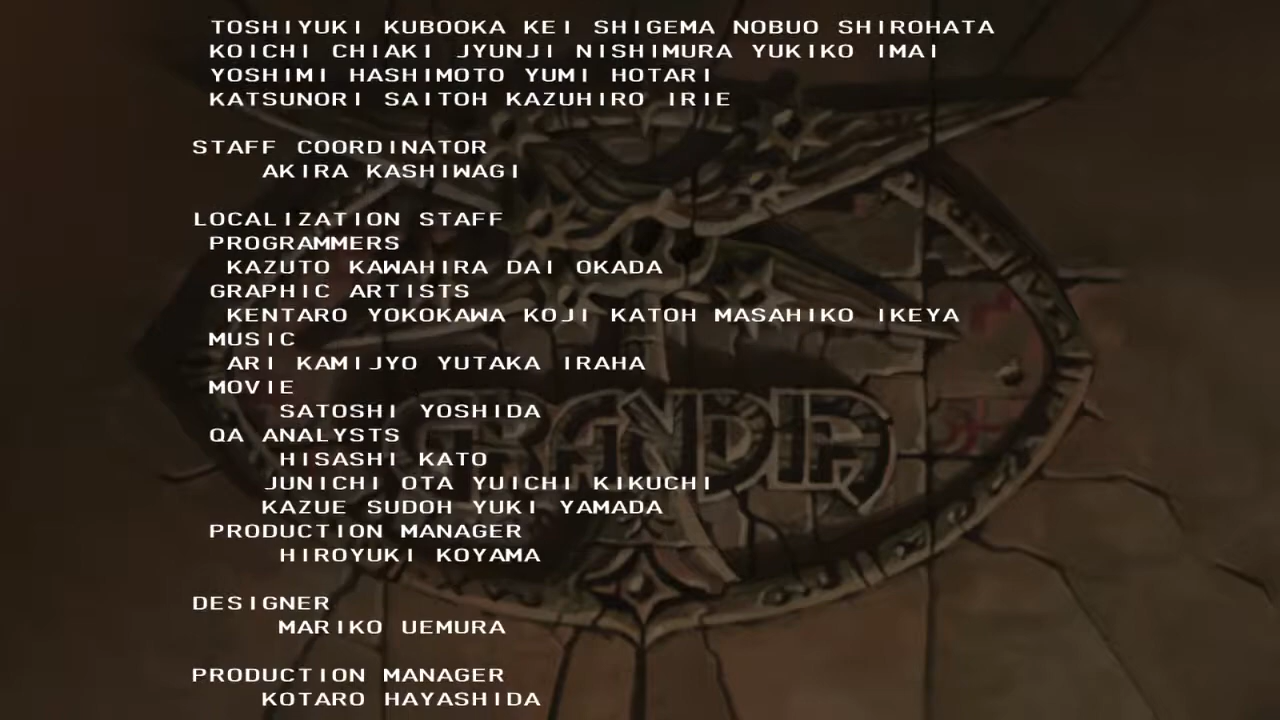 TOSHIYUKI KUBOOKA KEI SHIGEMA NOBUO SHIROHATA
KOICHI CHIAKI JYUNJI NISHIMURA YUKIKO IMAI
YOSHIMI HASHIMOTO YUMI HOTARI
KATSUNORI SAITOH KAZUHIRO IRIE
STAFF COORDINATOR
AKIRA KASHIWAGI
LOCALIZATION STAFF
PROGRAMMERS
KAZUTO KAWAHIRA DAI OKADA
GRAPHIC ARTISTS
KENTARO YOKOKAWA KOJI KATOH MASAHIKO IKEYA
MUSIC
ARI KAMIJYO YUTAKA IRAHA
MOVIE
SATOSHI YOSHIDA
QA ANALYSTS
HISASHI KATO
JUNICHI OTA YUICHI KIKUCHI
KAZUE SUDOH YUKI YAMADA
PRODUCTION MANAGER
HIROYUKI KOYAMA
DESIGNER
MARIKO UEMURA
PRODUCTION MANAGER
KOTARO HAYASHIDA
GRANDIA